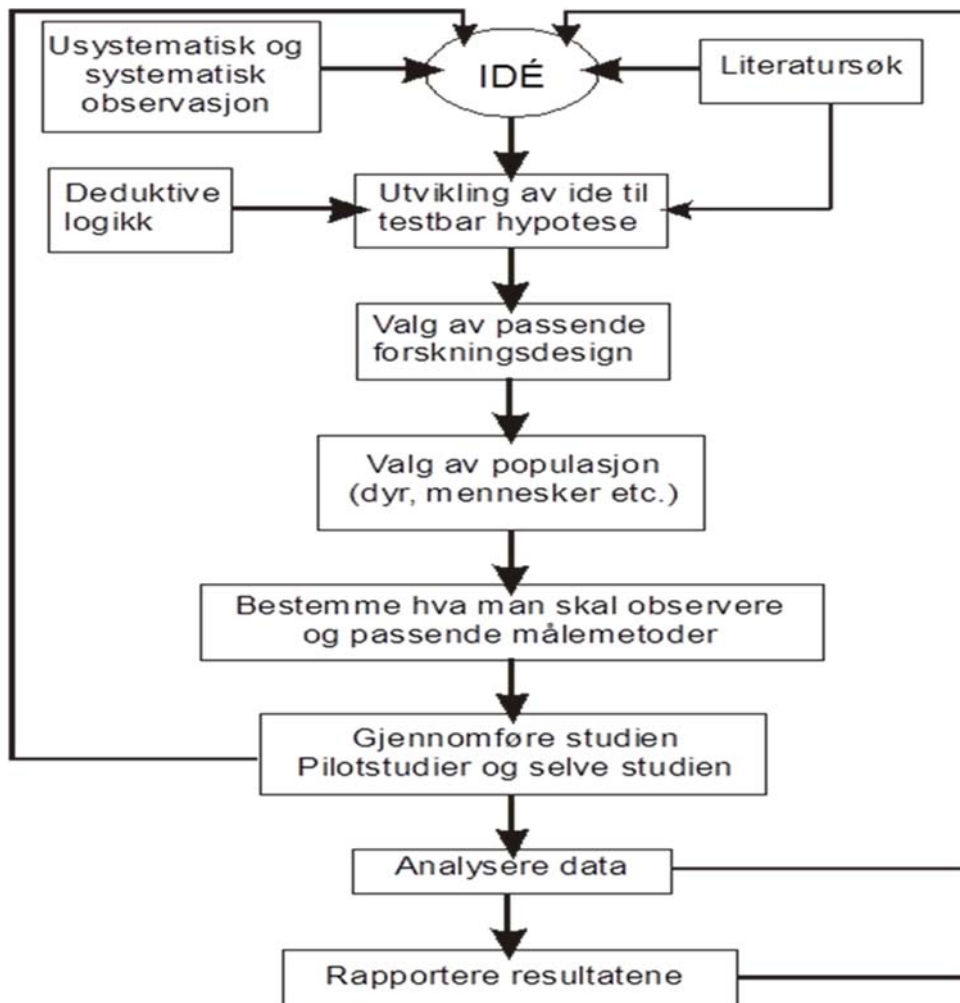 Usystematisk og
systematisk
observasjon
IDÉ
Literatursøk
Deduktive
logikk
Utvikling av ide til
testbar hypotese
Valg av passende
forskningsdesign
Valg av populasjon
(dyr, mennesker etc.)
Bestemme hva man skal observere
og passende målemetoder
Gjennomføre studien
Pilotstudier og selve studien
Analysere data
Rapportere resultatene